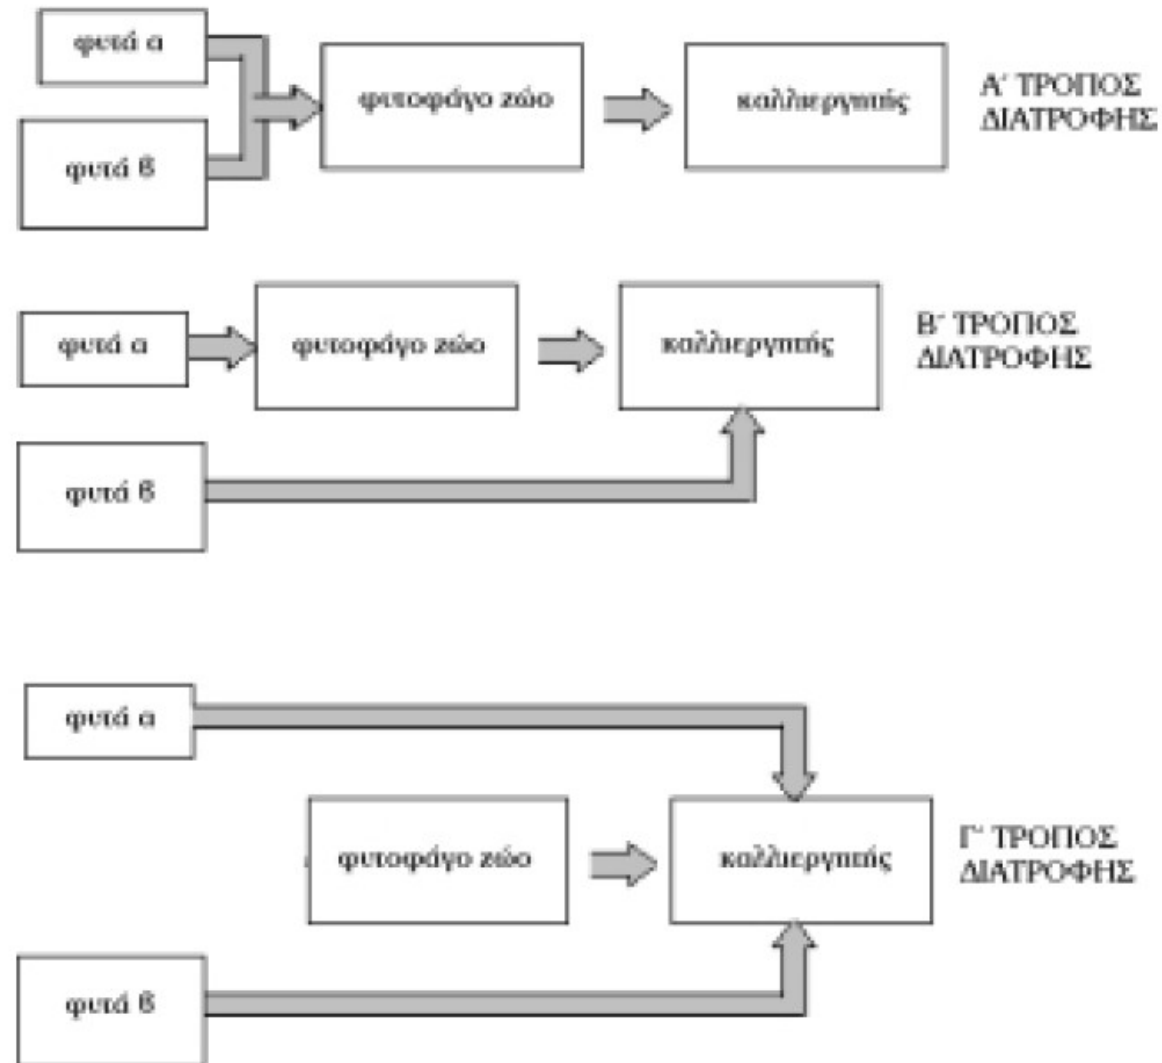 φυτά α
φυτοφάγο ζώο
καλλιεργητής
Α΄ ΤΡΟΠΟΣ
ΔΙΑΤΡΟΦΗΣ
φυτά β
φυτά α
φυτοφάγο ζώο
καλλιεργητής
Β΄ ΤΡΟΠΟΣ
ΔΙΑΤΡΟΦΗΣ
φυτά β
φυτά α
φυτοφάγο ζώο
καλλιεργητής
Γ΄ ΤΡΟΠΟΣ
ΔΙΑΤΡΟΦΗΣ
φυτά β